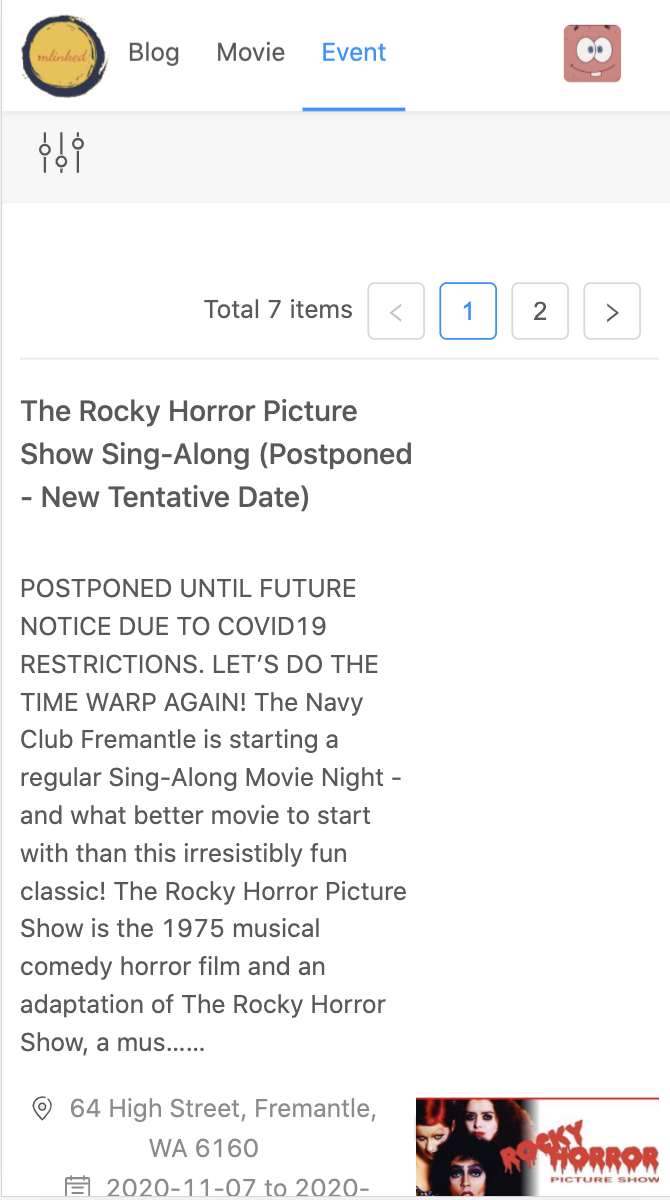 mlinked Blog Movie Event
Total 7 items < 1 2 >
The Rocky Horror Picture
Show Sing-Along (Postponed
- New Tentative Date)
POSTPONED UNTIL FUTURE
NOTICE DUE TO COVID19
RESTRICTIONS. LET’S DO THE
TIME WARP AGAIN! The Navy
Club Fremantle is starting a
regular Sing-Along Movie Night -
and what better movie to start
with than this irresistibly fun
classic! The Rocky Horror Picture
Show is the 1975 musical
comedy horror film and an
adaptation of The Rocky Horror
Show, a mus......
64 High Street, Fremantle,
WA 6160
2020-11-07 to 2020-
ROCKY
HORROR
PICTURE SHOW